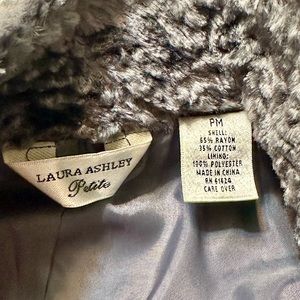 LAURA ASHLEY
Petite
PM
SHELL:
65% RAYON
35% COTTON
LINING:
100% POLYESTER
MADE IN CHINA
RN 61624
CARE OVER